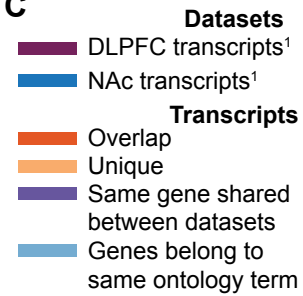 C
Datasets
DLPFC transcripts¹
NAc transcripts¹
Transcripts
Overlap
Unique
Same gene shared
between datasets
Genes belong to
same ontology term